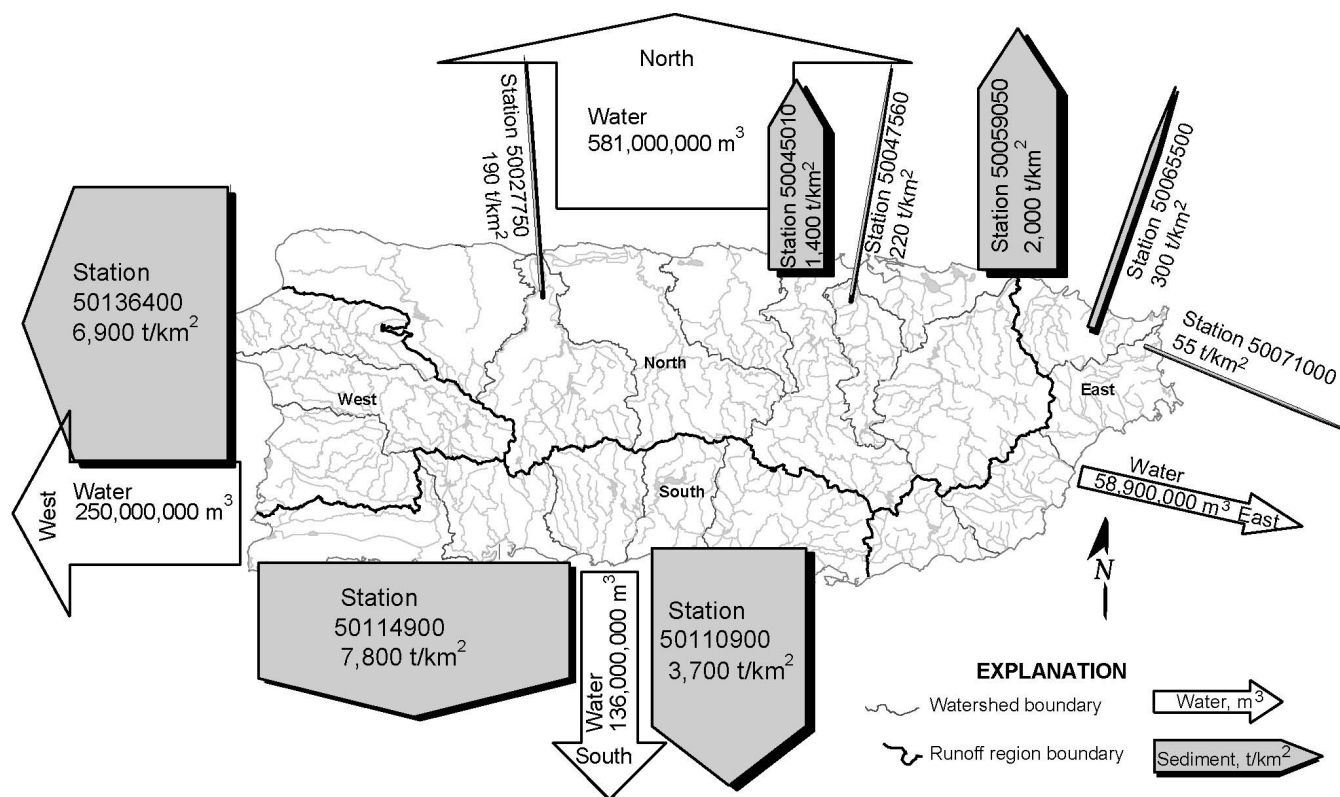 North
Water
581,000,000 m³
Station 50027750
190 t/km²
Station 50045010
1,400 t/km²
Station 50047560
220 t/km²
Station 50059050
2,000 t/km²
Station 50065500
300 t/km²
Station 50071000
55 t/km²
Station
50136400
6,900 t/km²
West
Water
250,000,000 m³
North
West
East
South
Water
58,900,000 m³ East
N
Station
50114900
7,800 t/km²
Water
136,000,000 m³
South
Station
50110900
3,700 t/km²
EXPLANATION
Watershed boundary
Water, m³
Runoff region boundary
Sediment, t/km²